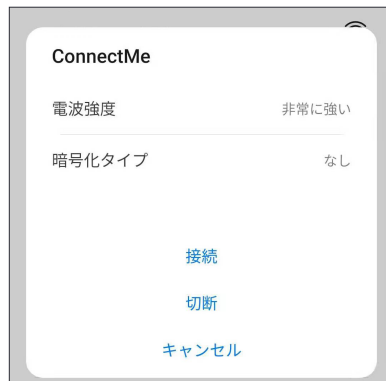 ConnectMe
電波強度 非常に強い
暗号化タイプ なし
接続
切断
キャンセル